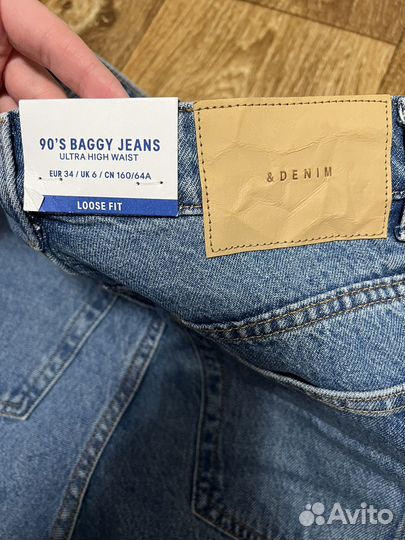 90'S BAGGY JEANS
ULTRA HIGH WAIST
EUR 34 / UK 6 / CN 160/64A
LOOSE FIT
& DENIM
Avito